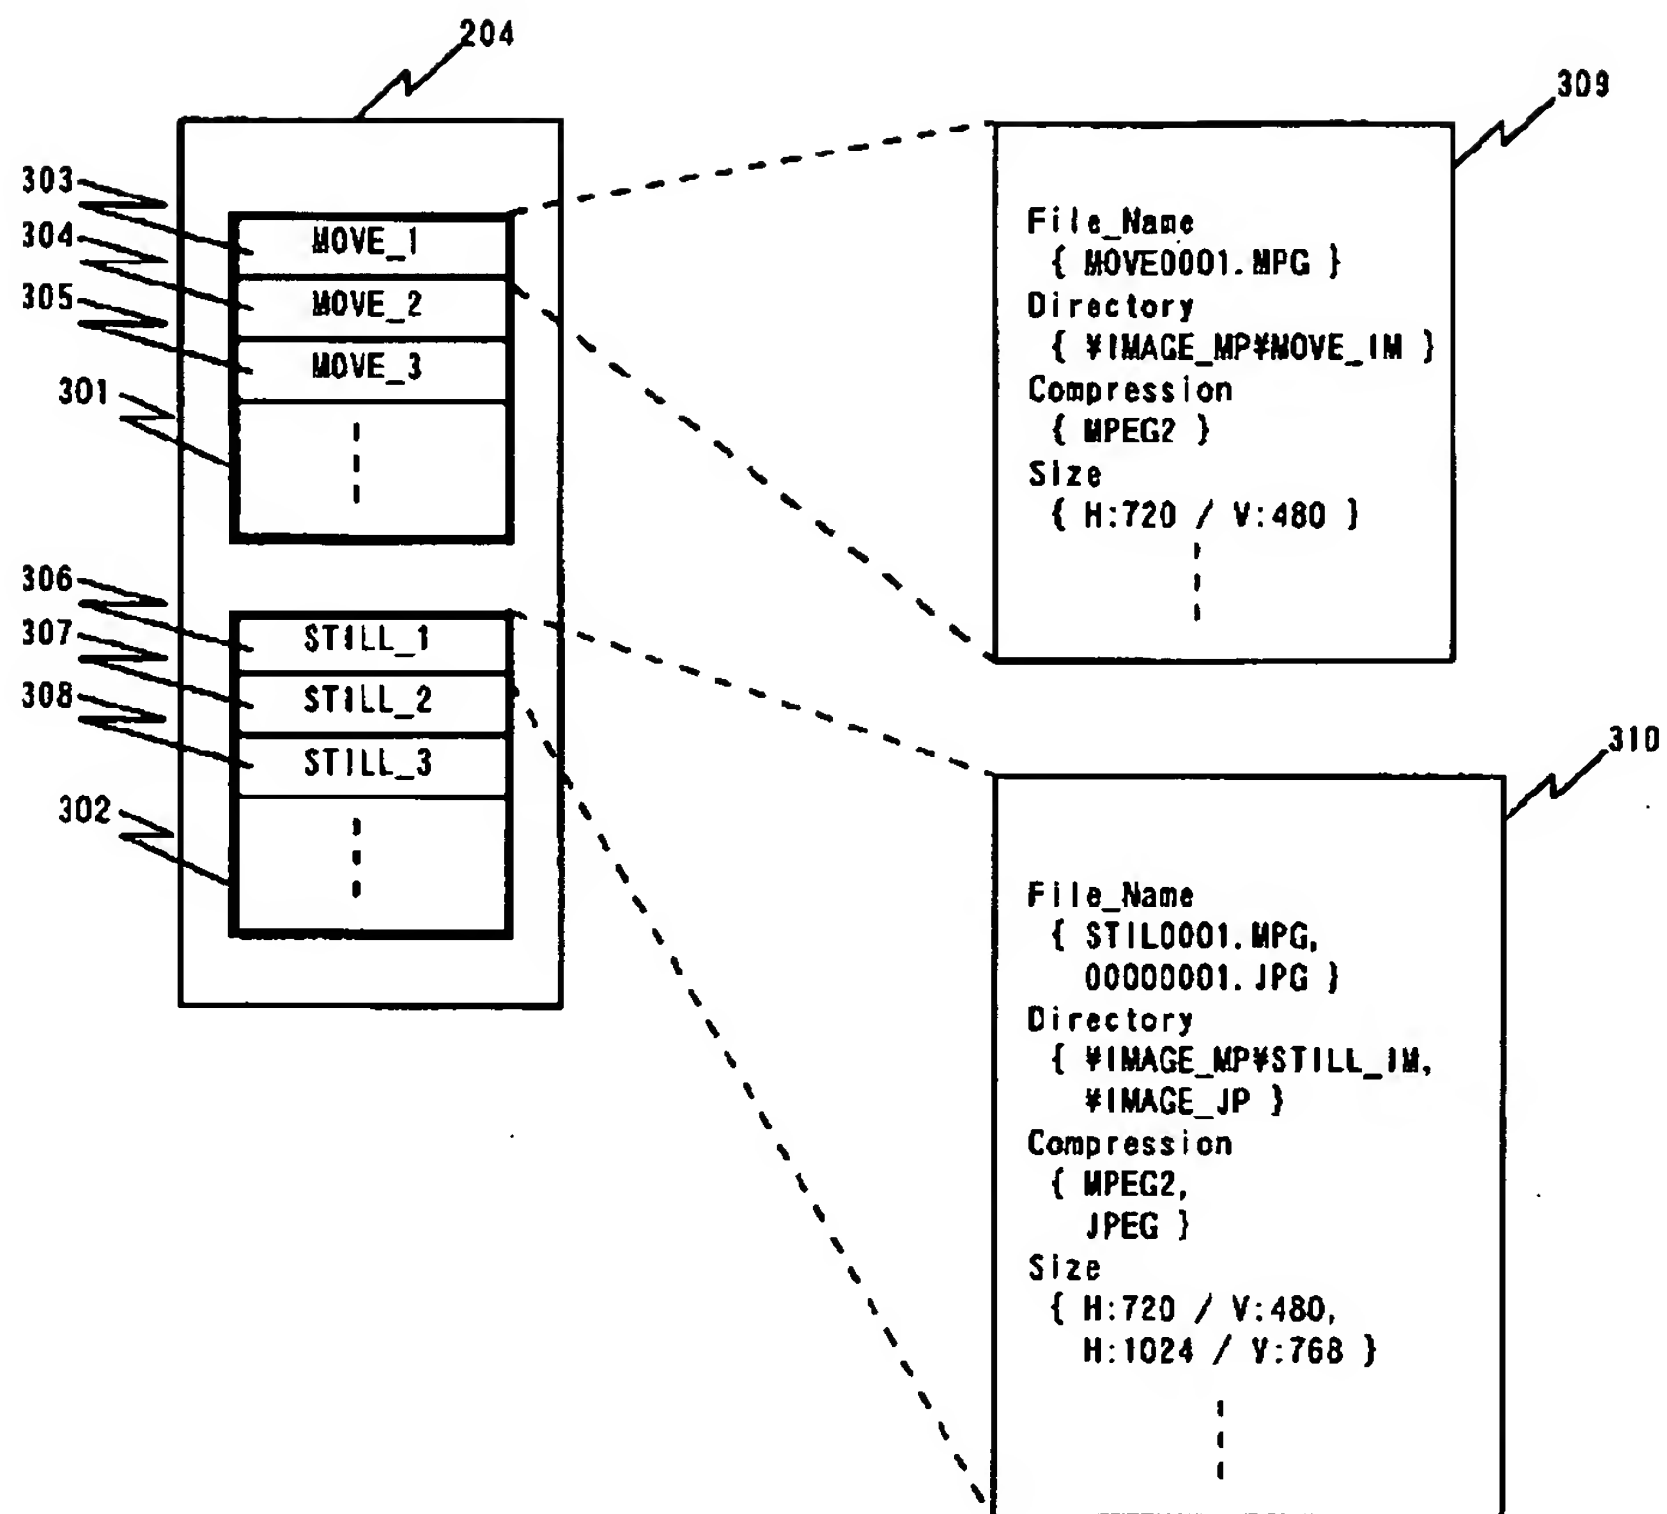 204
303
304
305
301
MOVE_1
MOVE_2
MOVE_3
306
307
308
302
STILL_1
STILL_2
STILL_3
309
File_Name
{ MOVE0001.MPG }
Directory
{ ¥IMAGE_MP¥MOVE_IM }
Compression
{ MPEG2 }
Size
{ H:720 / V:480 }
310
File_Name
{ STIL0001.MPG,
00000001.JPG }
Directory
{ ¥IMAGE_MP¥STILL_IM,
¥IMAGE_JP }
Compression
{ MPEG2,
JPEG }
Size
{ H:720 / V:480,
H:1024 / V:768 }